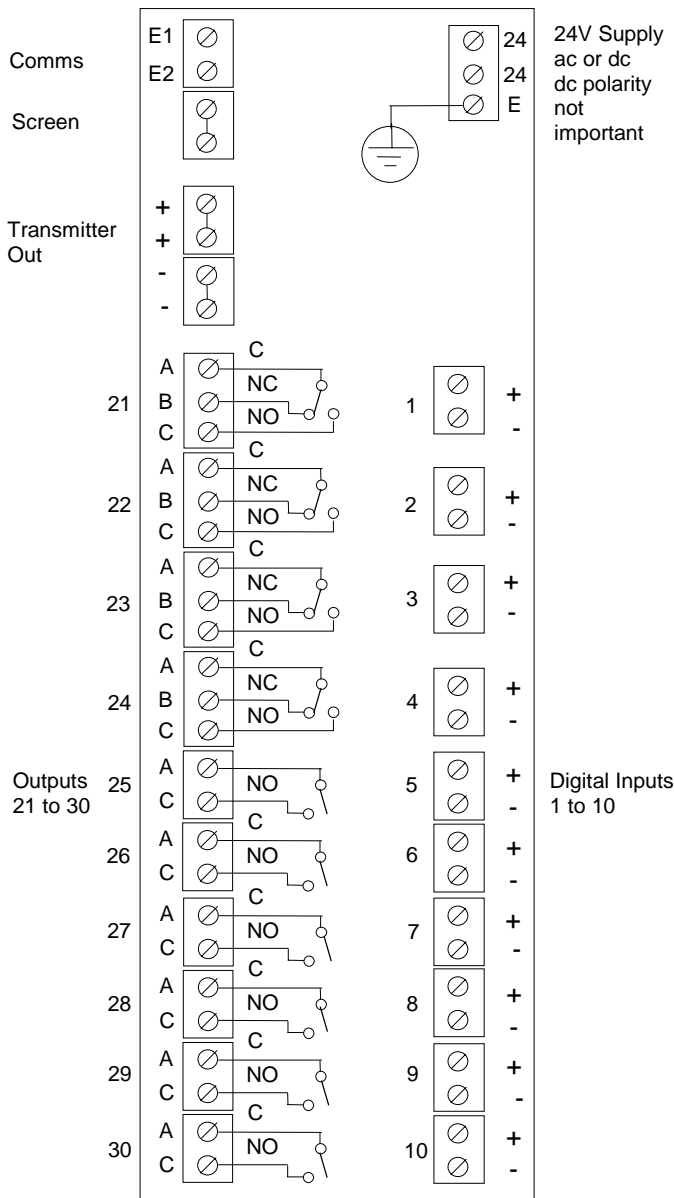 Comms
E1
E2
Screen
24
24
E
24V Supply
ac or dc
dc polarity
not
important
Transmitter
Out
+
+
-
-
21
A
B
C
C
NC
NO
1
+
-
22
A
B
C
C
NC
NO
2
+
-
23
A
B
C
C
NC
NO
3
+
-
24
A
B
C
C
NC
NO
4
+
-
Outputs
21 to 30
Digital Inputs
1 to 10
25
A
C
NO
5
+
-
26
A
C
C
NO
6
+
-
27
A
C
C
NO
7
+
-
28
A
C
C
NO
8
+
-
29
A
C
C
NO
9
+
-
30
A
C
C
NO
10
+
-